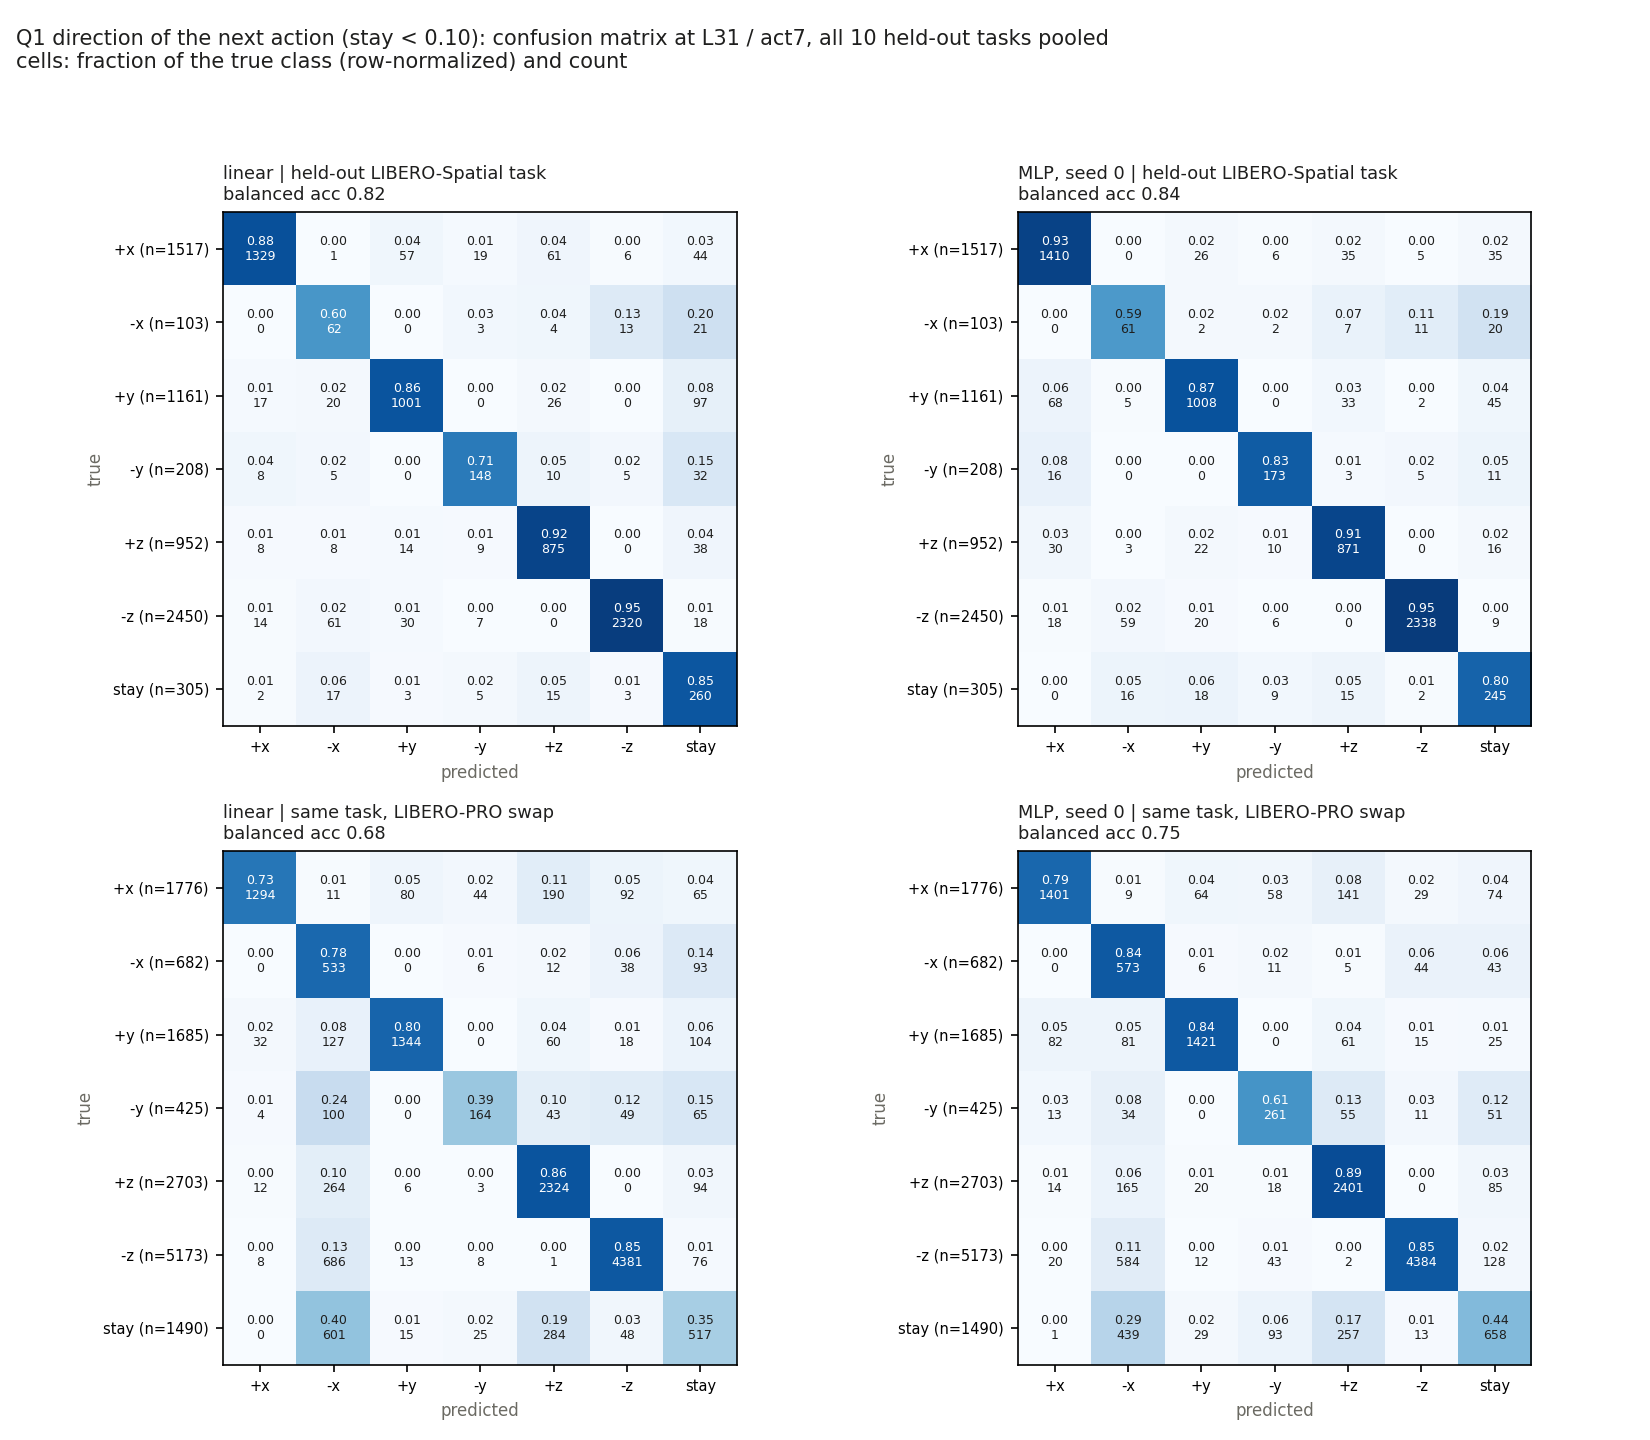 Q1 direction of the next action (stay < 0.10): confusion matrix at L31 / act7, all 10 held-out tasks pooled
cells: fraction of the true class (row-normalized) and count
linear | held-out LIBERO-Spatial task
balanced acc 0.82
true
+x (n=1517) 0.88 0.00 0.04 0.01 0.04 0.00 0.03
1329 1 57 19 61 6 44
-x (n=103) 0.00 0.60 0.00 0.03 0.04 0.13 0.20
0 62 0 3 4 13 21
+y (n=1161) 0.01 0.02 0.86 0.00 0.02 0.00 0.08
17 20 1001 0 26 0 97
-y (n=208) 0.04 0.02 0.00 0.71 0.05 0.02 0.15
8 5 0 148 10 5 32
+z (n=952) 0.01 0.01 0.01 0.01 0.92 0.00 0.04
8 8 14 9 875 0 38
-z (n=2450) 0.01 0.02 0.01 0.00 0.00 0.95 0.01
14 61 30 7 0 2320 18
stay (n=305) 0.01 0.06 0.01 0.02 0.05 0.01 0.85
2 17 3 5 15 3 260
+x -x +y -y +z -z stay
predicted
MLP, seed 0 | held-out LIBERO-Spatial task
balanced acc 0.84
true
+x (n=1517) 0.93 0.00 0.02 0.00 0.02 0.00 0.02
1410 0 26 6 35 5 35
-x (n=103) 0.00 0.59 0.02 0.02 0.07 0.11 0.19
0 61 2 2 7 11 20
+y (n=1161) 0.06 0.00 0.87 0.00 0.03 0.00 0.04
68 5 1008 0 33 2 45
-y (n=208) 0.08 0.00 0.00 0.83 0.01 0.02 0.05
16 0 0 173 3 5 11
+z (n=952) 0.03 0.00 0.02 0.01 0.91 0.00 0.02
30 3 22 10 871 0 16
-z (n=2450) 0.01 0.02 0.01 0.00 0.00 0.95 0.00
18 59 20 6 0 2338 9
stay (n=305) 0.00 0.05 0.06 0.03 0.05 0.01 0.80
0 16 18 9 15 2 245
+x -x +y -y +z -z stay
predicted
linear | same task, LIBERO-PRO swap
balanced acc 0.68
true
+x (n=1776) 0.73 0.01 0.05 0.02 0.11 0.05 0.04
1294 11 80 44 190 92 65
-x (n=682) 0.00 0.78 0.00 0.01 0.02 0.06 0.14
0 533 0 6 12 38 93
+y (n=1685) 0.02 0.08 0.80 0.00 0.04 0.01 0.06
32 127 1344 0 60 18 104
-y (n=425) 0.01 0.24 0.00 0.39 0.10 0.12 0.15
4 100 0 164 43 49 65
+z (n=2703) 0.00 0.10 0.00 0.00 0.86 0.00 0.03
12 264 6 3 2324 0 94
-z (n=5173) 0.00 0.13 0.00 0.00 0.00 0.85 0.01
8 686 13 8 1 4381 76
stay (n=1490) 0.00 0.40 0.01 0.02 0.19 0.03 0.35
0 601 15 25 284 48 517
+x -x +y -y +z -z stay
predicted
MLP, seed 0 | same task, LIBERO-PRO swap
balanced acc 0.75
true
+x (n=1776) 0.79 0.01 0.04 0.03 0.08 0.02 0.04
1401 9 64 58 141 29 74
-x (n=682) 0.00 0.84 0.01 0.02 0.01 0.06 0.06
0 573 6 11 5 44 43
+y (n=1685) 0.05 0.05 0.84 0.00 0.04 0.01 0.01
82 81 1421 0 61 15 25
-y (n=425) 0.03 0.08 0.00 0.61 0.13 0.03 0.12
13 34 0 261 55 11 51
+z (n=2703) 0.01 0.06 0.01 0.01 0.89 0.00 0.03
14 165 20 18 2401 0 85
-z (n=5173) 0.00 0.11 0.00 0.01 0.00 0.85 0.02
20 584 12 43 2 4384 128
stay (n=1490) 0.00 0.29 0.02 0.06 0.17 0.01 0.44
1 439 29 93 257 13 658
+x -x +y -y +z -z stay
predicted